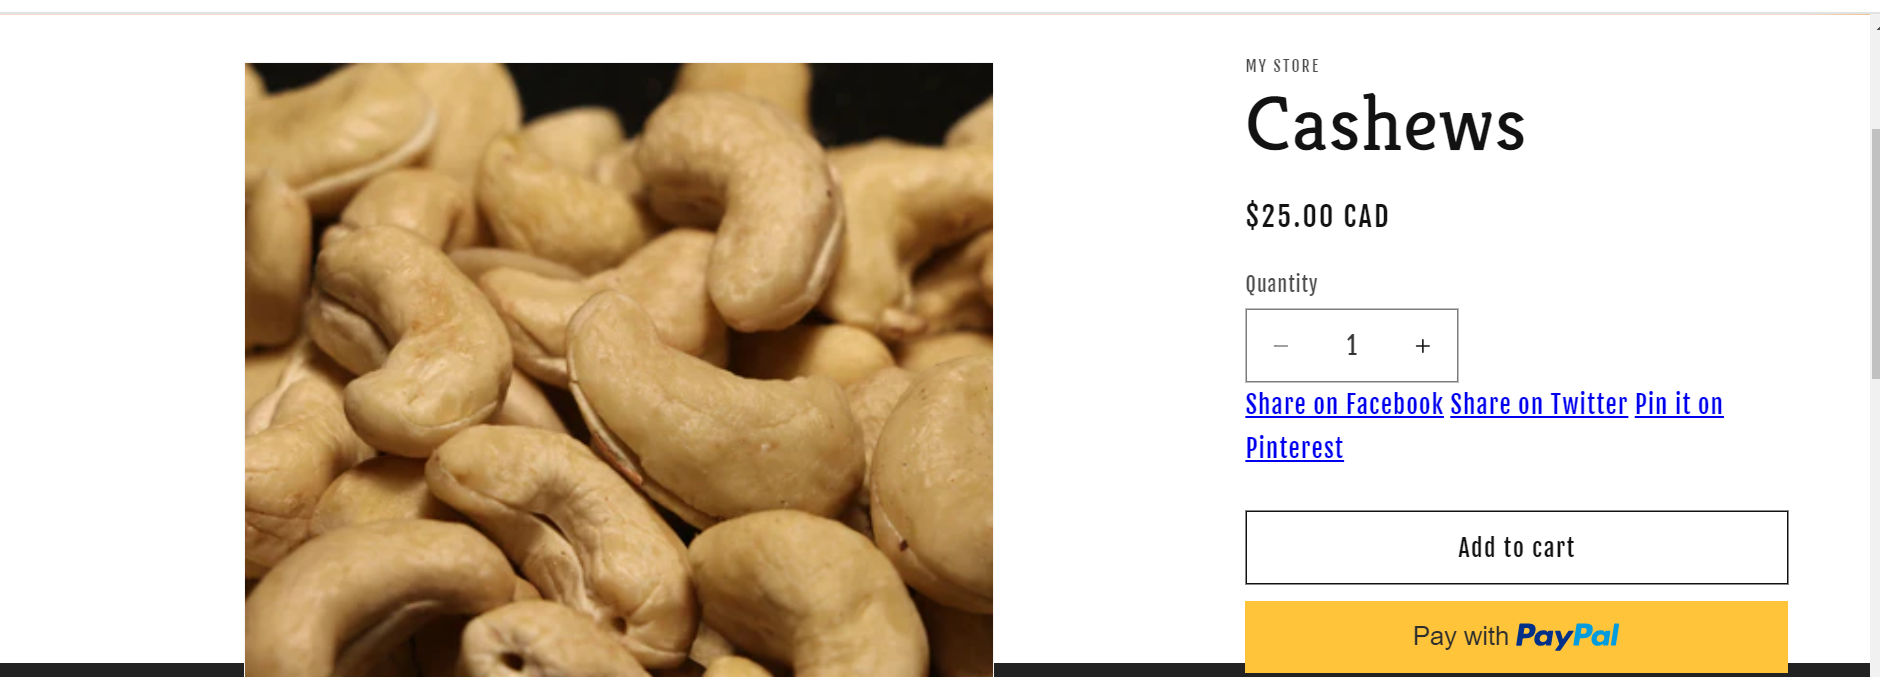 MY STORE
Cashews
$25.00 CAD
Quantity
− 1 +
Share on Facebook Share on Twitter Pin it on
Pinterest
Add to cart
Pay with PayPal